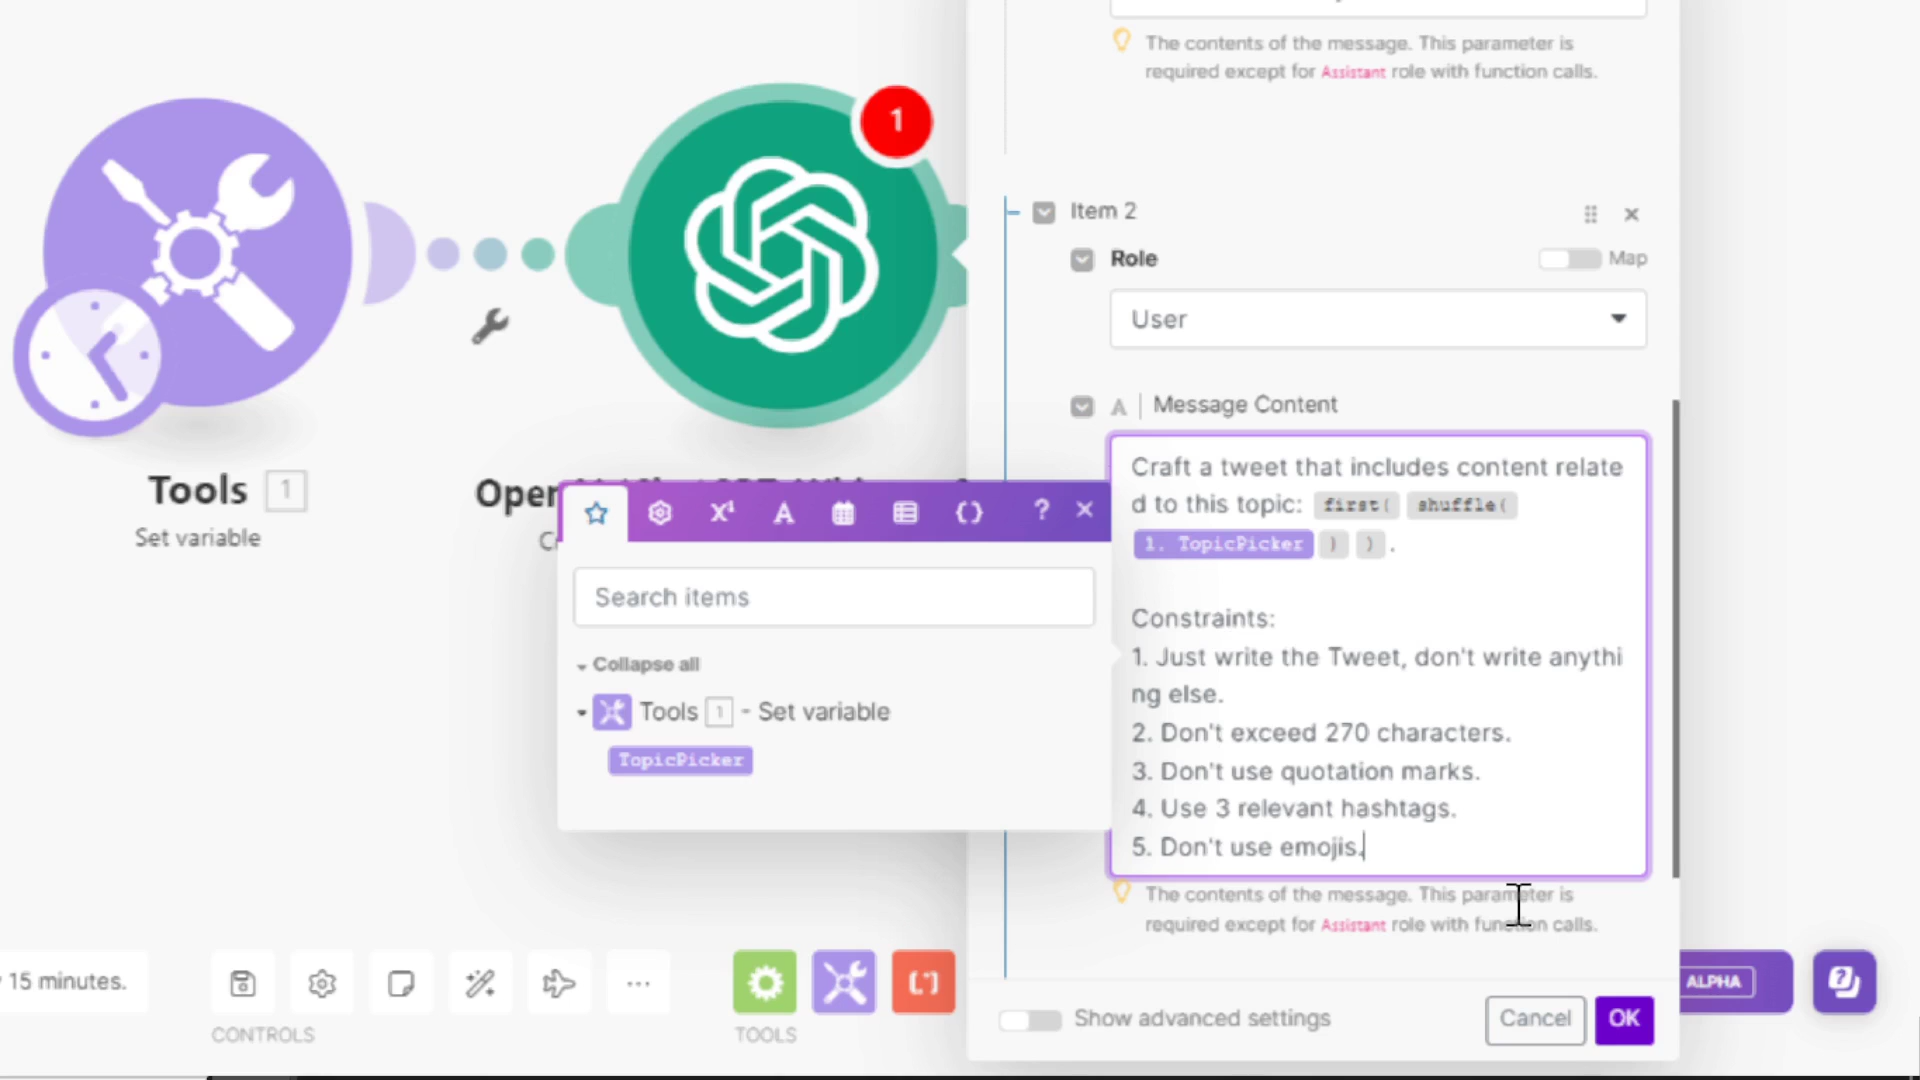 The contents of the message. This parameter is
required except for Assistant role with function calls.
1
Item 2
Role
Map
User
A | Message Content
Craft a tweet that includes content relate
d to this topic: first( shuffle(
1. TopicPicker ) ) .
Constraints:
1. Just write the Tweet, don't write anythi
ng else.
2. Don't exceed 270 characters.
3. Don't use quotation marks.
4. Use 3 relevant hashtags.
5. Don't use emojis.
The contents of the message. This parameter is
required except for Assistant role with function calls.
Tools 1
Set variable
Open
Search items
Collapse all
Tools 1 - Set variable
TopicPicker
15 minutes.
CONTROLS
TOOLS
Show advanced settings
Cancel
OK
ALPHA